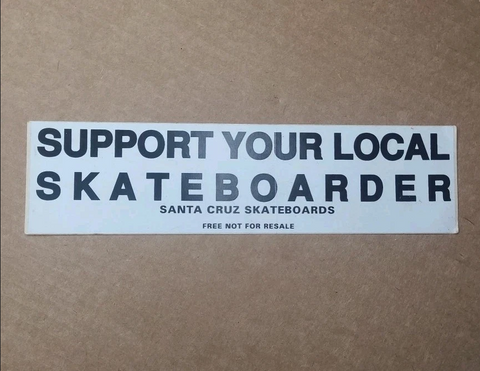 SUPPORT YOUR LOCAL
SKATEBOARDER
SANTA CRUZ SKATEBOARDS
FREE NOT FOR RESALE